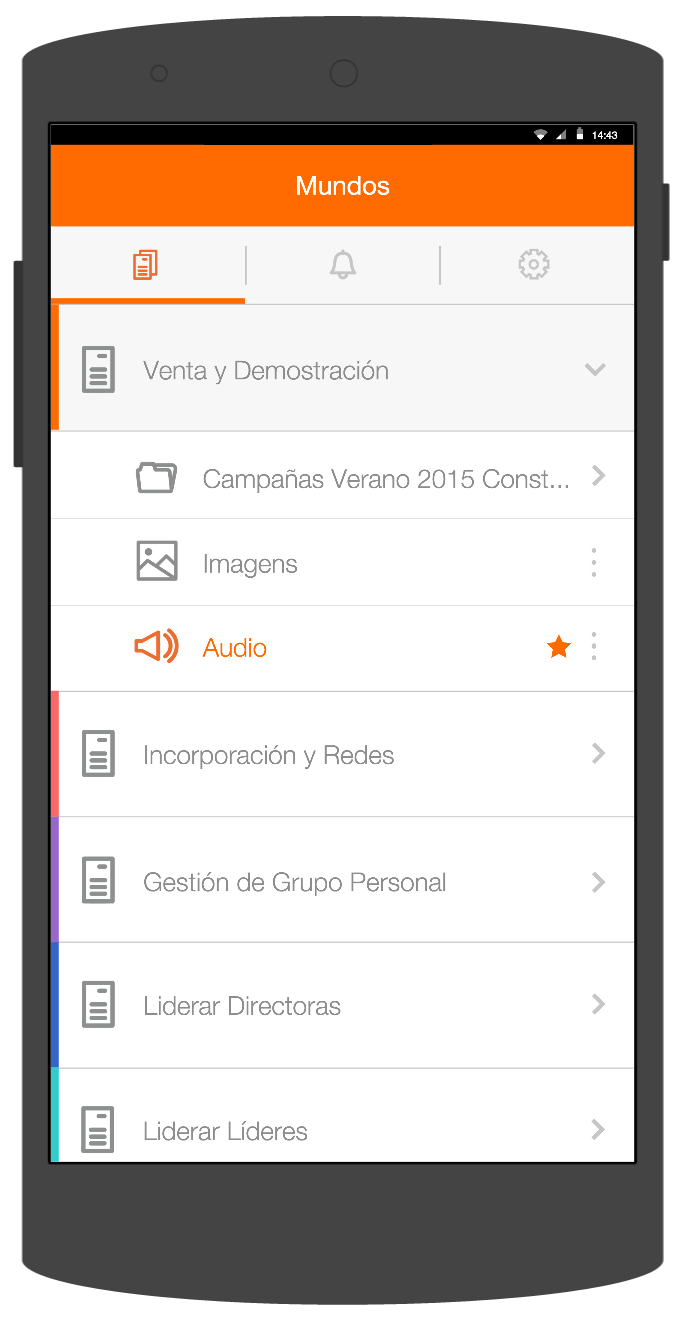 14:43
Mundos
Venta y Demostración
Campañas Verano 2015 Const...
Imagens
Audio
Incorporación y Redes
Gestión de Grupo Personal
Liderar Directoras
Liderar Líderes